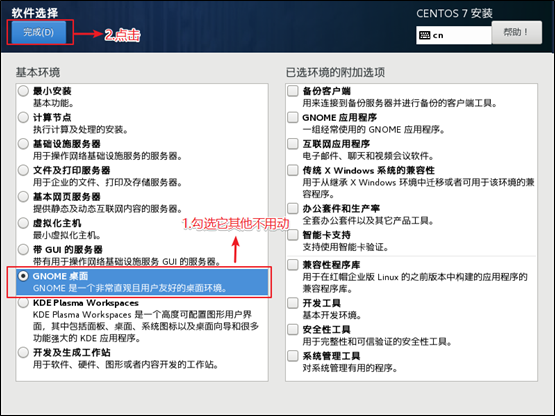 软件选择
CENTOS 7 安装
完成(D)
2.点击
cn
帮助！
基本环境
已选环境的附加选项
最小安装
基本功能。
计算节点
执行计算及处理的安装。
基础设施服务器
用于操作网络基础设施服务的服务器。
文件及打印服务器
用于企业的文件、打印及存储服务器。
基本网页服务器
提供静态及动态互联网内容的服务器。
虚拟化主机
最小虚拟化主机。
1.勾选它其他不用动
带 GUI 的服务器
带有用于操作网络基础设施服务 GUI 的服务器。
GNOME 桌面
GNOME 是一个非常直观且用户友好的桌面环境。
KDE Plasma Workspaces
KDE Plasma Workspaces 是一个高度可配置图形用户界
面，其中包括面板、桌面、系统图标以及桌面向导和很多
功能强大的 KDE 应用程序。
开发及生成工作站
用于软件、硬件、图形或者内容开发的工作站。
备份客户端
用来连接到备份服务器并进行备份的客户端工具。
GNOME 应用程序
一组经常使用的 GNOME 应用程序。
互联网应用程序
电子邮件、聊天和视频会议软件。
传统 X Windows 系统的兼容性
用于从继承 X Windows 环境中迁移或者可用于该环境的兼
容程序。
办公套件和生产率
全套办公套件以及其它产品工具。
智能卡支持
支持使用智能卡验证。
兼容性程序库
用于在红帽企业版 Linux 的之前版本中构建的应用程序的
兼容程序库。
开发工具
基本开发环境。
安全性工具
用于完整性和可信验证的安全性工具。
系统管理工具
对系统管理有用的程序。